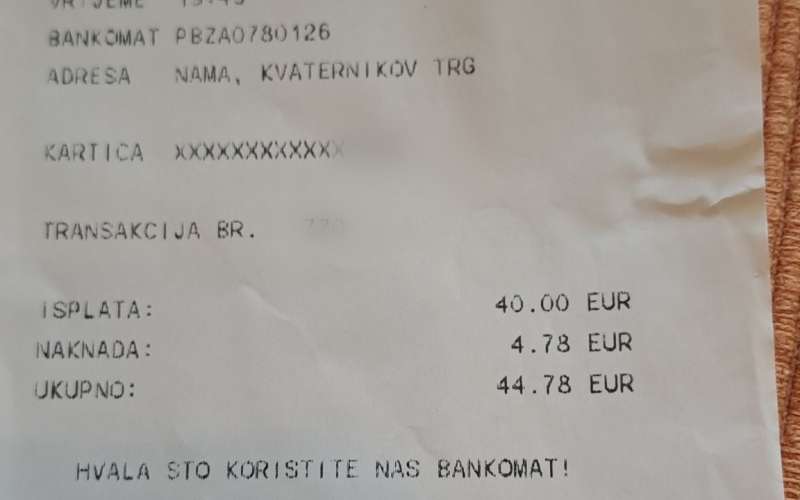 BANKOMAT PBZA0780126
ADRESA NAMA, KVATERNIKOV TRG
KARTICA XXXXXXXXXXXX
TRANSAKCIJA BR.
ISPLATA: 40.00 EUR
NAKNADA: 4.78 EUR
UKUPNO: 44.78 EUR
HVALA STO KORISTITE NAS BANKOMAT!